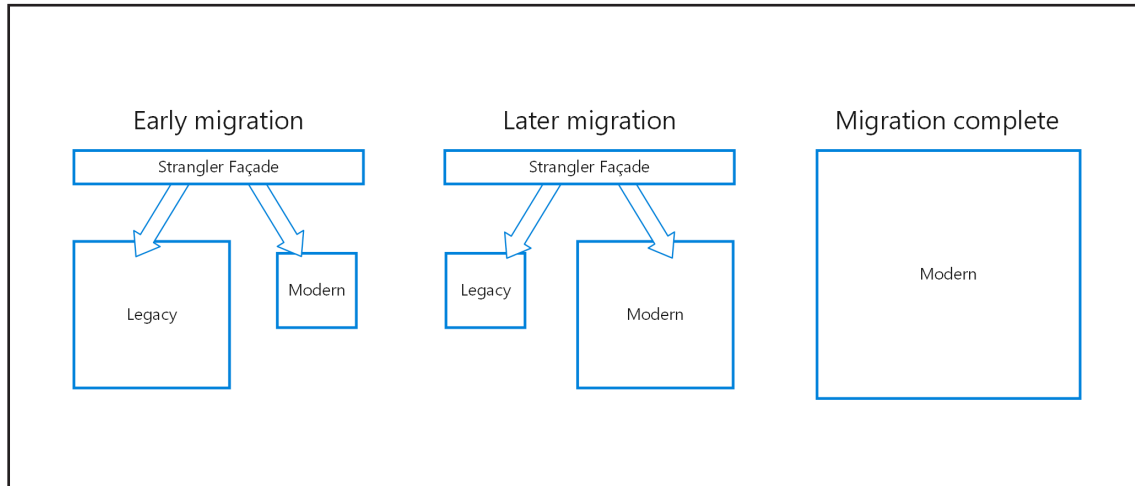 Early migration
Strangler Façade
Legacy
Modern
Later migration
Strangler Façade
Legacy
Modern
Migration complete
Modern